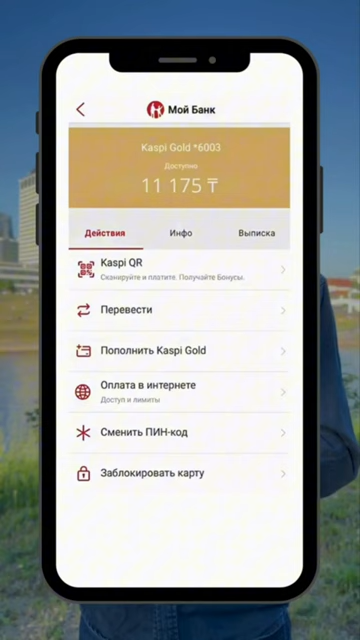 Мой Банк
Kaspi Gold *6003
Доступно
11 175 ₸
Действия Инфо Выписка
Kaspi QR
Сканируйте и платите. Получайте Бонусы.
Перевести
Пополнить Kaspi Gold
Оплата в интернете
Доступ и лимиты
Сменить ПИН-код
Заблокировать карту